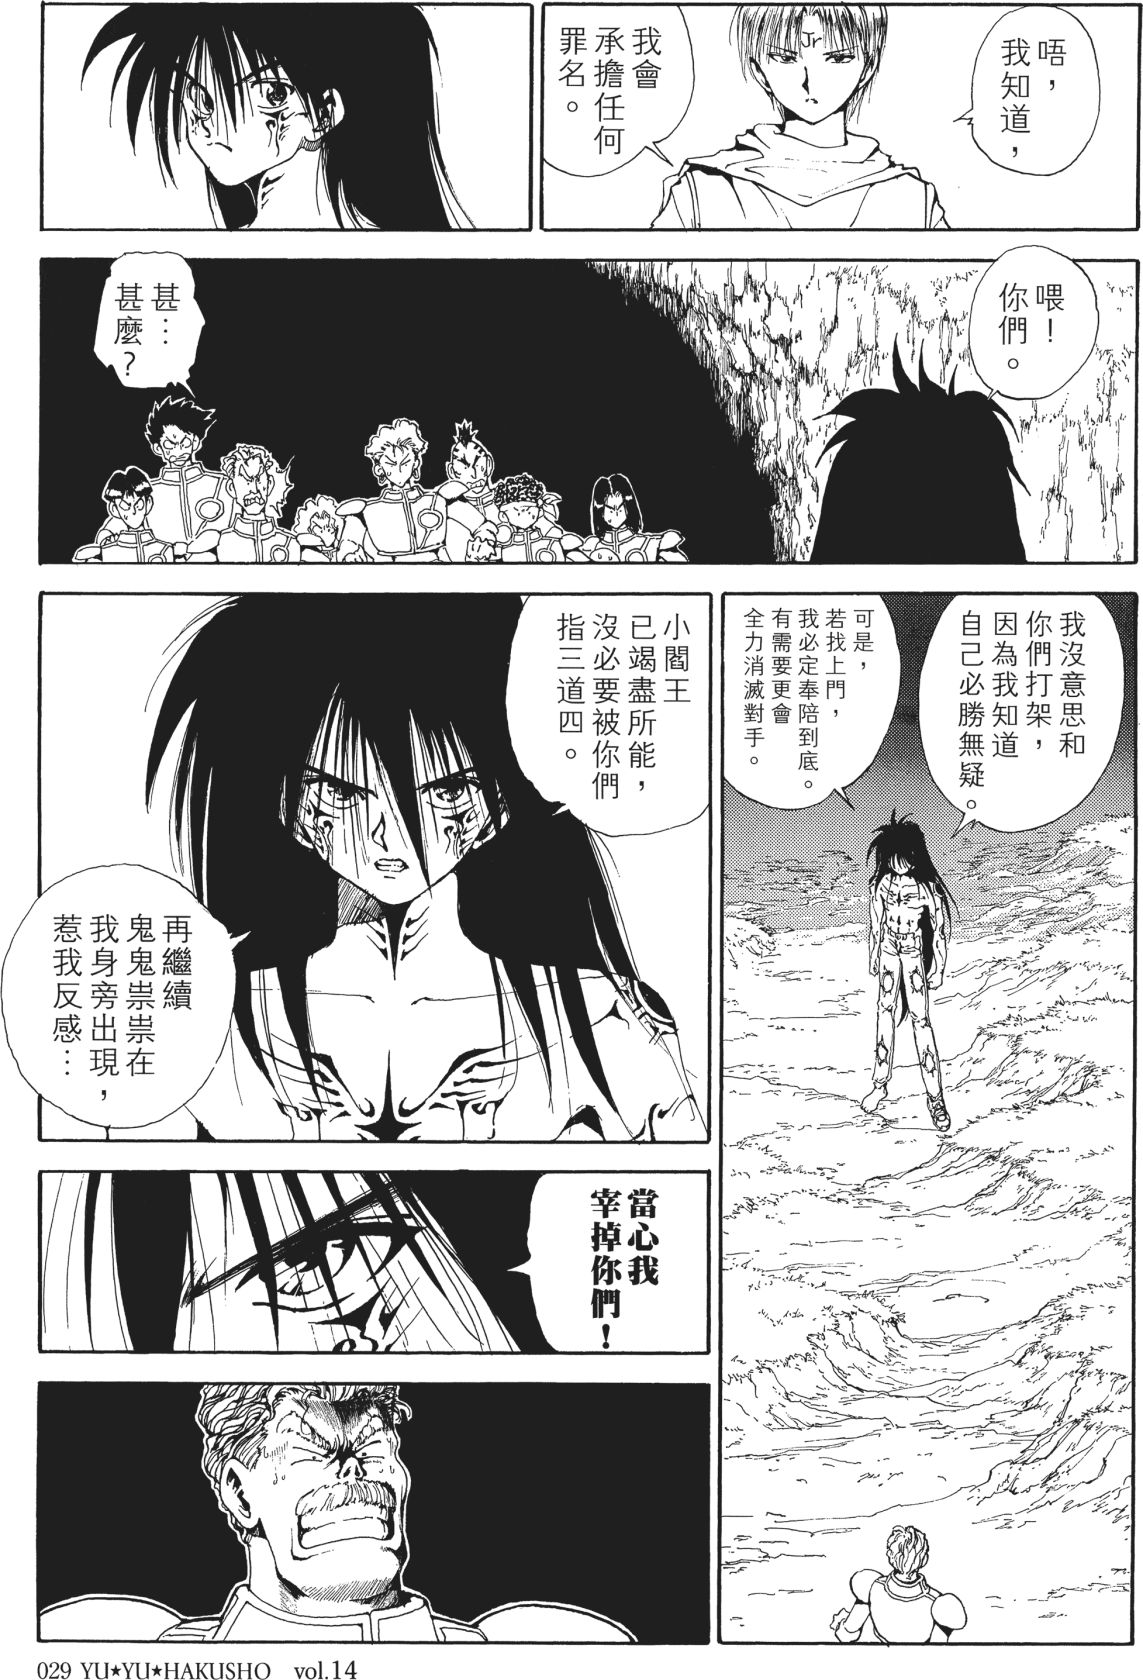 唔，
我知道，
我會
承擔任何
罪名。
Jr
喂！
你們。
甚…
甚麼？
我沒意思和
你們打架，
因為我知道
自己必勝無疑。
可是，
若找上門，
我必定奉陪到底。
有需要更會
全力消滅對手。
小閻王
已竭盡所能，
沒必要被你們
指三道四。
再繼續
鬼鬼祟祟在
我身旁出現，
惹我反感…
當心我
宰掉你們！
029 YU★YU★HAKUSHO vol.14